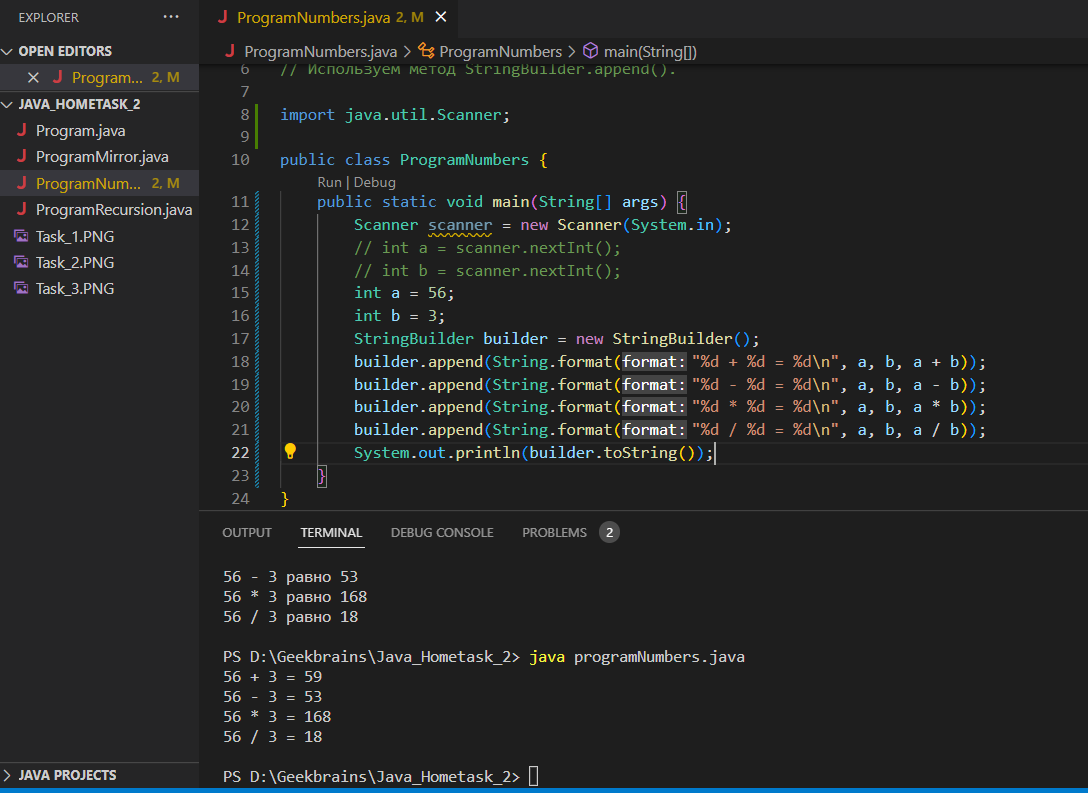 EXPLORER ...
OPEN EDITORS
Program... 2, M
JAVA_HOMETASK_2
J Program.java
J ProgramMirror.java
J ProgramNum... 2, M
J ProgramRecursion.java
Task_1.PNG
Task_2.PNG
Task_3.PNG
JAVA PROJECTS
J ProgramNumbers.java 2, M
J ProgramNumbers.java > ProgramNumbers > main(String[])
6 // Используем метод StringBuilder.append().
7
8 import java.util.Scanner;
9
10 public class ProgramNumbers {
Run | Debug
11 public static void main(String[] args) {
12 Scanner scanner = new Scanner(System.in);
13 // int a = scanner.nextInt();
14 // int b = scanner.nextInt();
15 int a = 56;
16 int b = 3;
17 StringBuilder builder = new StringBuilder();
18 builder.append(String.format(format: "%d + %d = %d\n", a, b, a + b));
19 builder.append(String.format(format: "%d - %d = %d\n", a, b, a - b));
20 builder.append(String.format(format: "%d * %d = %d\n", a, b, a * b));
21 builder.append(String.format(format: "%d / %d = %d\n", a, b, a / b));
22 System.out.println(builder.toString());
23 }
24 }
OUTPUT TERMINAL DEBUG CONSOLE PROBLEMS 2
56 - 3 равно 53
56 * 3 равно 168
56 / 3 равно 18
PS D:\Geekbrains\Java_Hometask_2> java programNumbers.java
56 + 3 = 59
56 - 3 = 53
56 * 3 = 168
56 / 3 = 18
PS D:\Geekbrains\Java_Hometask_2>